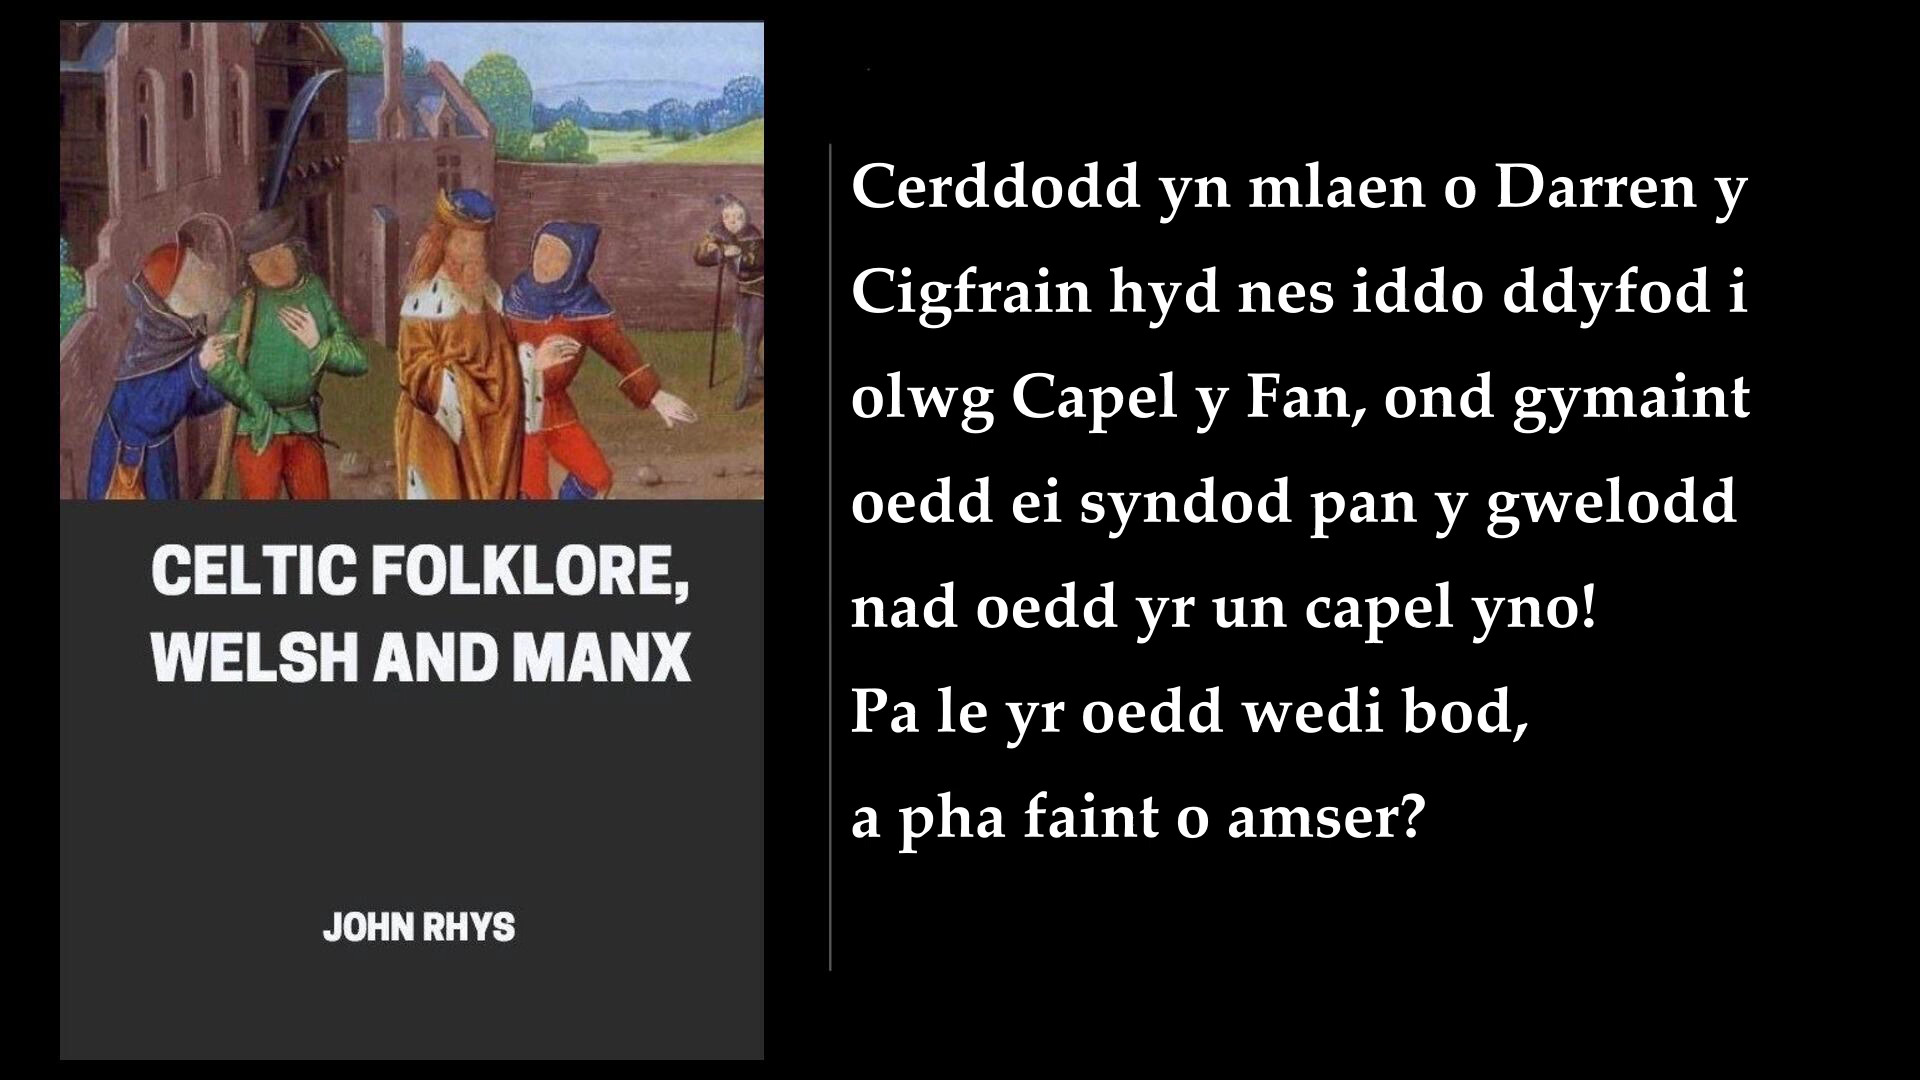 CELTIC FOLKLORE,
WELSH AND MANX
JOHN RHYS
Cerddodd yn mlaen o Darren y
Cigfrain hyd nes iddo ddyfod i
olwg Capel y Fan, ond gymaint
oedd ei syndod pan y gwelodd
nad oedd yr un capel yno!
Pa le yr oedd wedi bod,
a pha faint o amser?